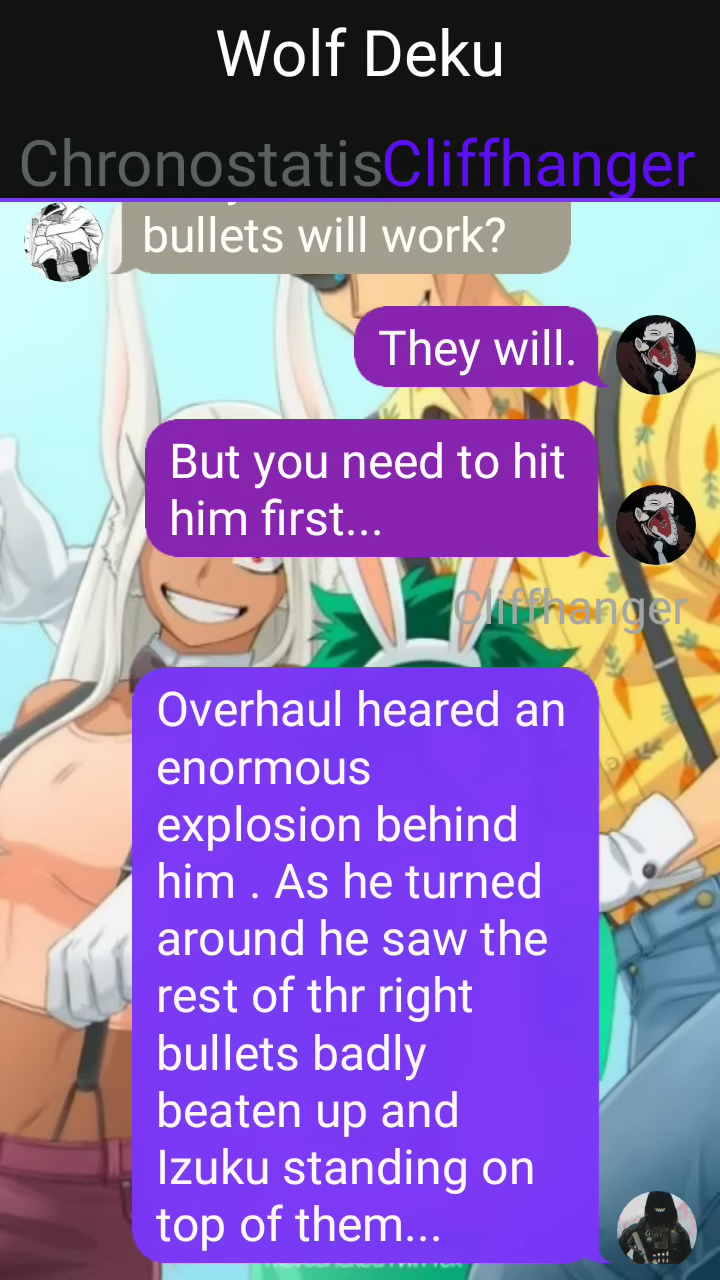 Wolf Deku
Chronostatis Cliffhanger
bullets will work?
They will.
But you need to hit
him first...
Cliffhanger
Overhaul heared an
enormous
explosion behind
him . As he turned
around he saw the
rest of thr right
bullets badly
beaten up and
Izuku standing on
top of them...